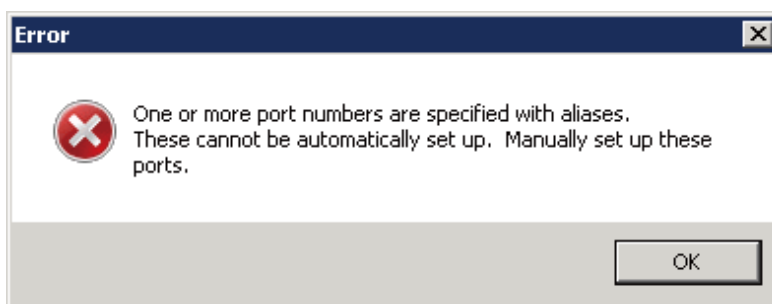 Error
One or more port numbers are specified with aliases.
These cannot be automatically set up.  Manually set up these
ports.
OK